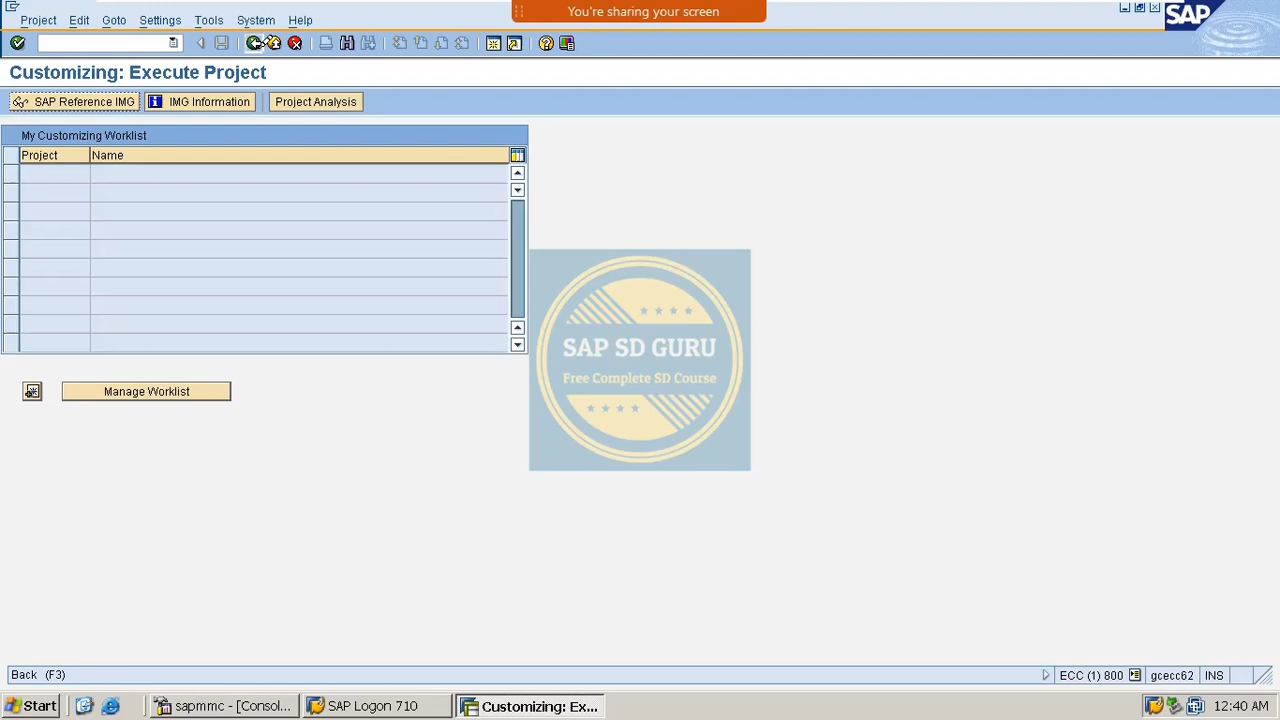 You're sharing your screen
Project Edit Goto Settings Tools System Help
SAP
Customizing: Execute Project
SAP Reference IMG IMG Information Project Analysis
My Customizing Worklist
Project Name
SAP SD GURU
Free Complete SD Course
Manage Worklist
Back (F3)
ECC (1) 800 gcecc62 INS
Start sapmmc - [Consol... SAP Logon 710 Customizing: Ex... 12:40 AM